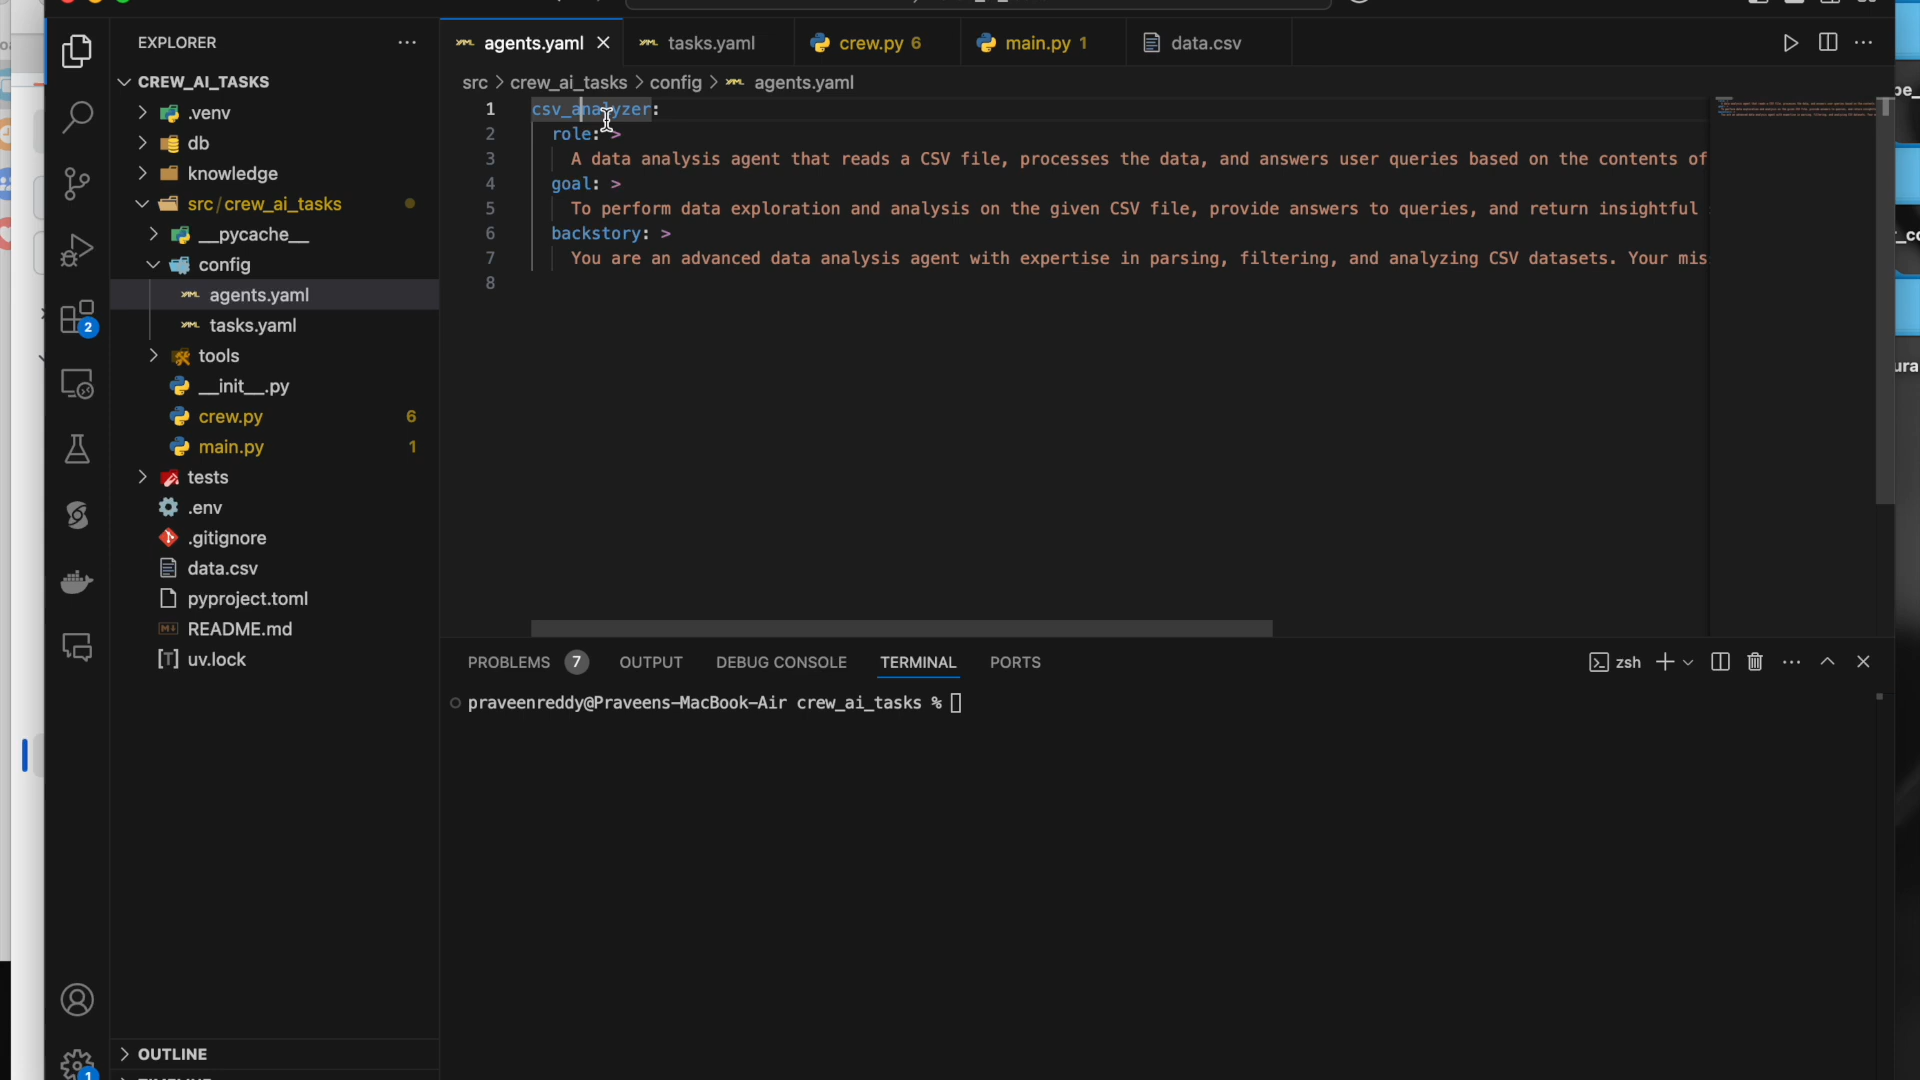 EXPLORER
CREW_AI_TASKS
.venv
db
knowledge
src/crew_ai_tasks
__pycache__
config
agents.yaml
tasks.yaml
tools
__init__.py
crew.py 6
main.py 1
tests
.env
.gitignore
data.csv
pyproject.toml
README.md
uv.lock
OUTLINE
2
1
agents.yaml
tasks.yaml
crew.py 6
main.py 1
data.csv
src > crew_ai_tasks > config > agents.yaml
1 csv_analyzer:
2 role: >
3 A data analysis agent that reads a CSV file, processes the data, and answers user queries based on the contents of
4 goal: >
5 To perform data exploration and analysis on the given CSV file, provide answers to queries, and return insightful
6 backstory: >
7 You are an advanced data analysis agent with expertise in parsing, filtering, and analyzing CSV datasets. Your mis
8
PROBLEMS 7 OUTPUT DEBUG CONSOLE TERMINAL PORTS
zsh
praveenreddy@Praveens-MacBook-Air crew_ai_tasks %